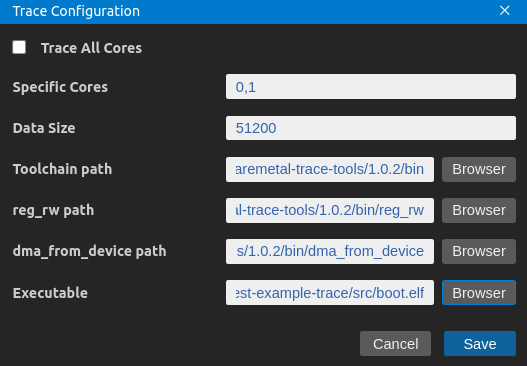 Trace Configuration
Trace All Cores
Specific Cores 0,1
Data Size 51200
Toolchain path aremetal-trace-tools/1.0.2/bin Browser
reg_rw path l-trace-tools/1.0.2/bin/reg_rw Browser
dma_from_device path s/1.0.2/bin/dma_from_device Browser
Executable est-example-trace/src/boot.elf Browser
Cancel Save